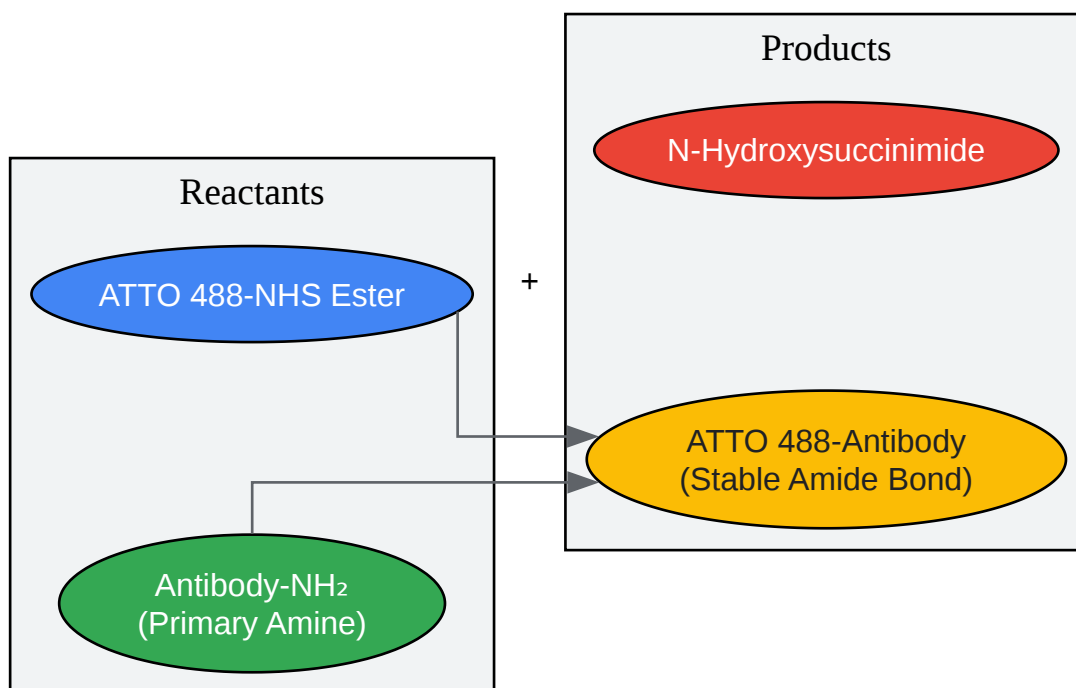 Reactants
ATTO 488-NHS Ester
Antibody-NH₂
(Primary Amine)
+
Products
N-Hydroxysuccinimide
ATTO 488-Antibody
(Stable Amide Bond)